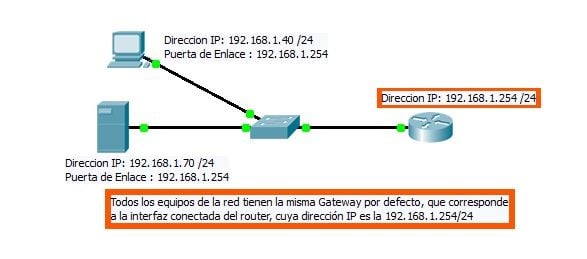 Direccion IP: 192.168.1.40 /24
Puerta de Enlace : 192.168.1.254
Direccion IP: 192.168.1.254 /24
Direccion IP: 192.168.1.70 /24
Puerta de Enlace : 192.168.1.254
Todos los equipos de la red tienen la misma Gateway por defecto, que corresponde
a la interfaz conectada del router, cuya dirección IP es la 192.168.1.254/24